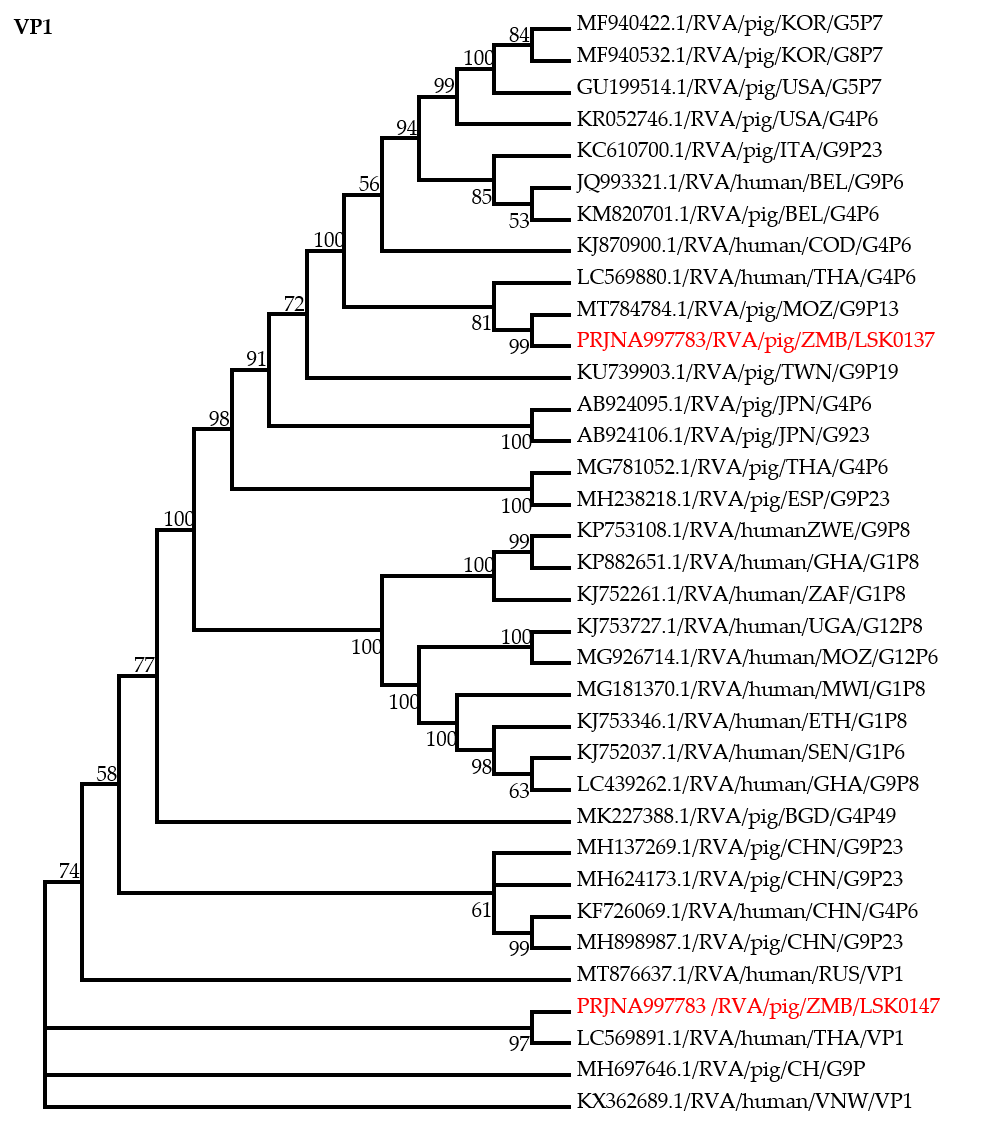 VP1
MF940422.1/RVA/pig/KOR/G5P7
84
MF940532.1/RVA/pig/KOR/G8P7
100
GU199514.1/RVA/pig/USA/G5P7
99
KR052746.1/RVA/pig/USA/G4P6
94
KC610700.1/RVA/pig/ITA/G9P23
56
JQ993321.1/RVA/human/BEL/G9P6
85
KM820701.1/RVA/pig/BEL/G4P6
53
100
KJ870900.1/RVA/human/COD/G4P6
LC569880.1/RVA/human/THA/G4P6
72
MT784784.1/RVA/pig/MOZ/G9P13
81
PRJNA997783/RVA/pig/ZMB/LSK0137
99
91
KU739903.1/RVA/pig/TWN/G9P19
AB924095.1/RVA/pig/JPN/G4P6
98
AB924106.1/RVA/pig/JPN/G923
100
MG781052.1/RVA/pig/THA/G4P6
MH238218.1/RVA/pig/ESP/G9P23
100
100
KP753108.1/RVA/humanZWE/G9P8
99
KP882651.1/RVA/human/GHA/G1P8
100
KJ752261.1/RVA/human/ZAF/G1P8
KJ753727.1/RVA/human/UGA/G12P8
100
100
MG926714.1/RVA/human/MOZ/G12P6
77
MG181370.1/RVA/human/MWI/G1P8
100
KJ753346.1/RVA/human/ETH/G1P8
100
KJ752037.1/RVA/human/SEN/G1P6
98
58
LC439262.1/RVA/human/GHA/G9P8
63
MK227388.1/RVA/pig/BGD/G4P49
MH137269.1/RVA/pig/CHN/G9P23
74
MH624173.1/RVA/pig/CHN/G9P23
61
KF726069.1/RVA/human/CHN/G4P6
MH898987.1/RVA/pig/CHN/G9P23
99
MT876637.1/RVA/human/RUS/VP1
PRJNA997783 /RVA/pig/ZMB/LSK0147
LC569891.1/RVA/human/THA/VP1
97
MH697646.1/RVA/pig/CH/G9P
KX362689.1/RVA/human/VNW/VP1